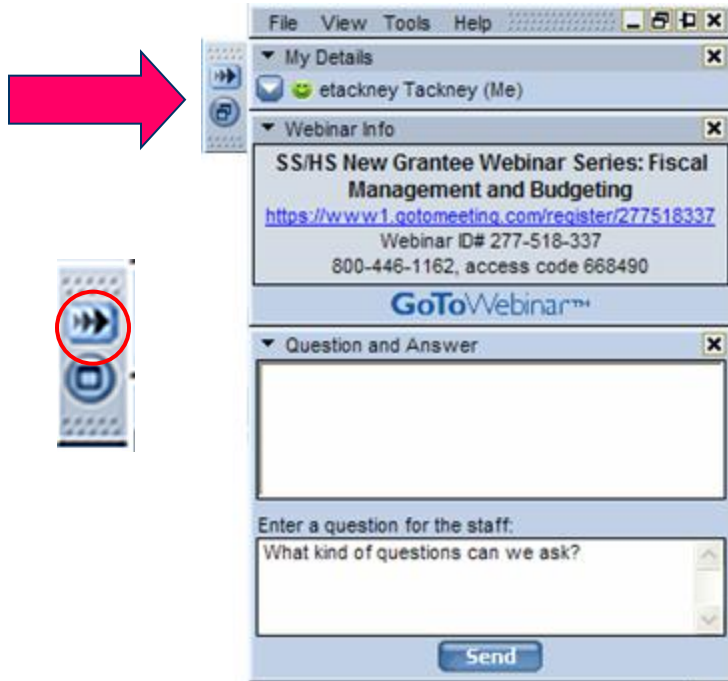 File View Tools Help
My Details
etackney Tackney (Me)
Webinar Info
SS/HS New Grantee Webinar Series: Fiscal
Management and Budgeting
https://www1.gotomeeting.com/register/277518337
Webinar ID# 277-518-337
800-446-1162, access code 668490
GoToWebinar™
Question and Answer
Enter a question for the staff:
What kind of questions can we ask?
Send